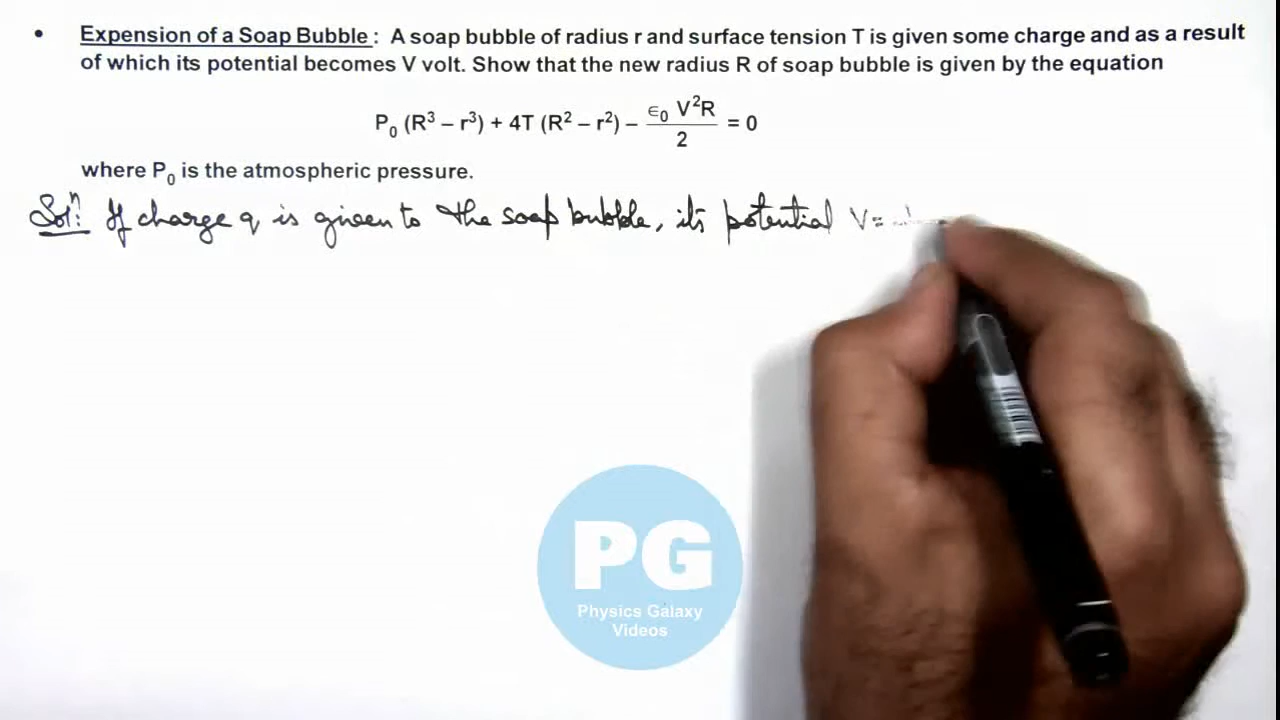 • Expension of a Soap Bubble : A soap bubble of radius r and surface tension T is given some charge and as a result
of which its potential becomes V volt. Show that the new radius R of soap bubble is given by the equation
P₀ (R³ – r³) + 4T (R² – r²) – ∈₀ V²R / 2 = 0
where P₀ is the atmospheric pressure.
Solⁿ: If charge q is given to the soap bubble, its potential V=
PG
Physics Galaxy
Videos